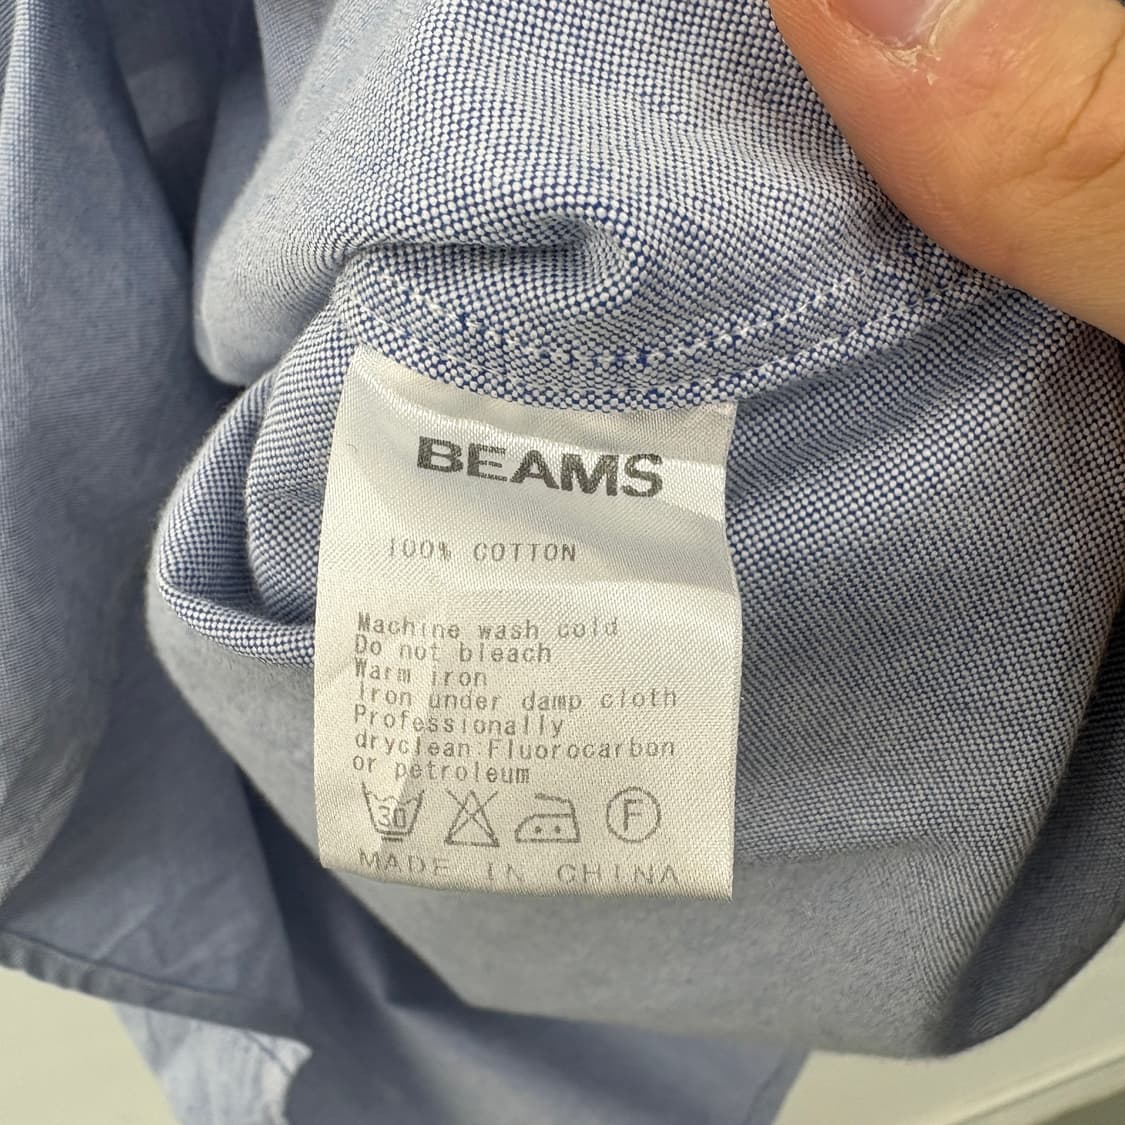 BEAMS
100% COTTON
Machine wash cold
Do not bleach
Warm iron
Iron under damp cloth
Professionally
dryclean:Fluorocarbon
or petroleum
30
F
MADE IN CHINA